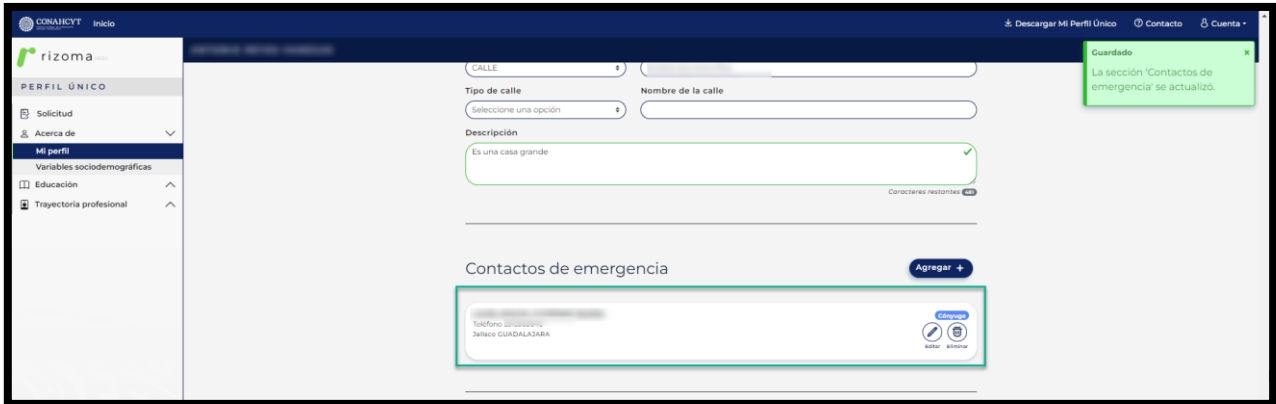 CONAHCYT Inicio
Descargar Mi Perfil Único Contacto Cuenta
rizoma
Guardado ×
La sección 'Contactos de
emergencia' se actualizó.
PERFIL ÚNICO
Solicitud
Acerca de
Mi perfil
Variables sociodemográficas
Educación
Trayectoria profesional
CALLE
Tipo de calle Nombre de la calle
Seleccione una opción
Descripción
Es una casa grande
Caracteres restantes 481
Contactos de emergencia
Agregar +
Cónyuge
Teléfono
Jalisco GUADALAJARA
Editar Eliminar